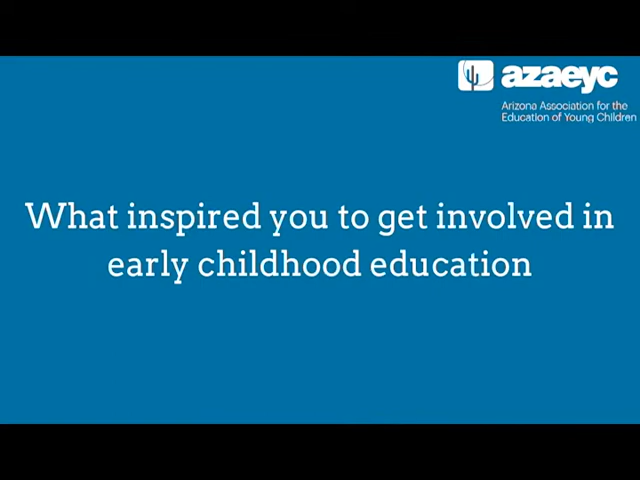 azaeyc
Arizona Association for the
Education of Young Children
What inspired you to get involved in
early childhood education